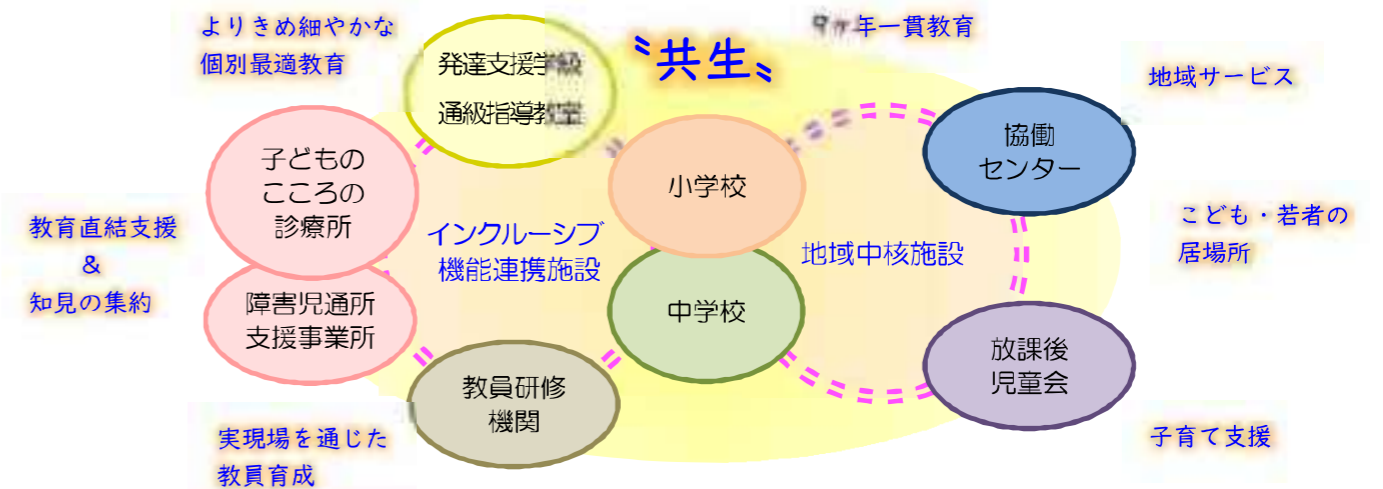 よりきめ細やかな
個別最適教育
発達支援学級
通級指導教室
〝共生〟
年一貫教育
地域サービス
協働
センター
子どもの
こころの
診療所
小学校
教育直結支援
&
知見の集約
インクルーシブ
機能連携施設
地域中核施設
こども・若者の
居場所
障害児通所
支援事業所
中学校
放課後
児童会
教員研修
機関
実現場を通じた
教員育成
子育て支援